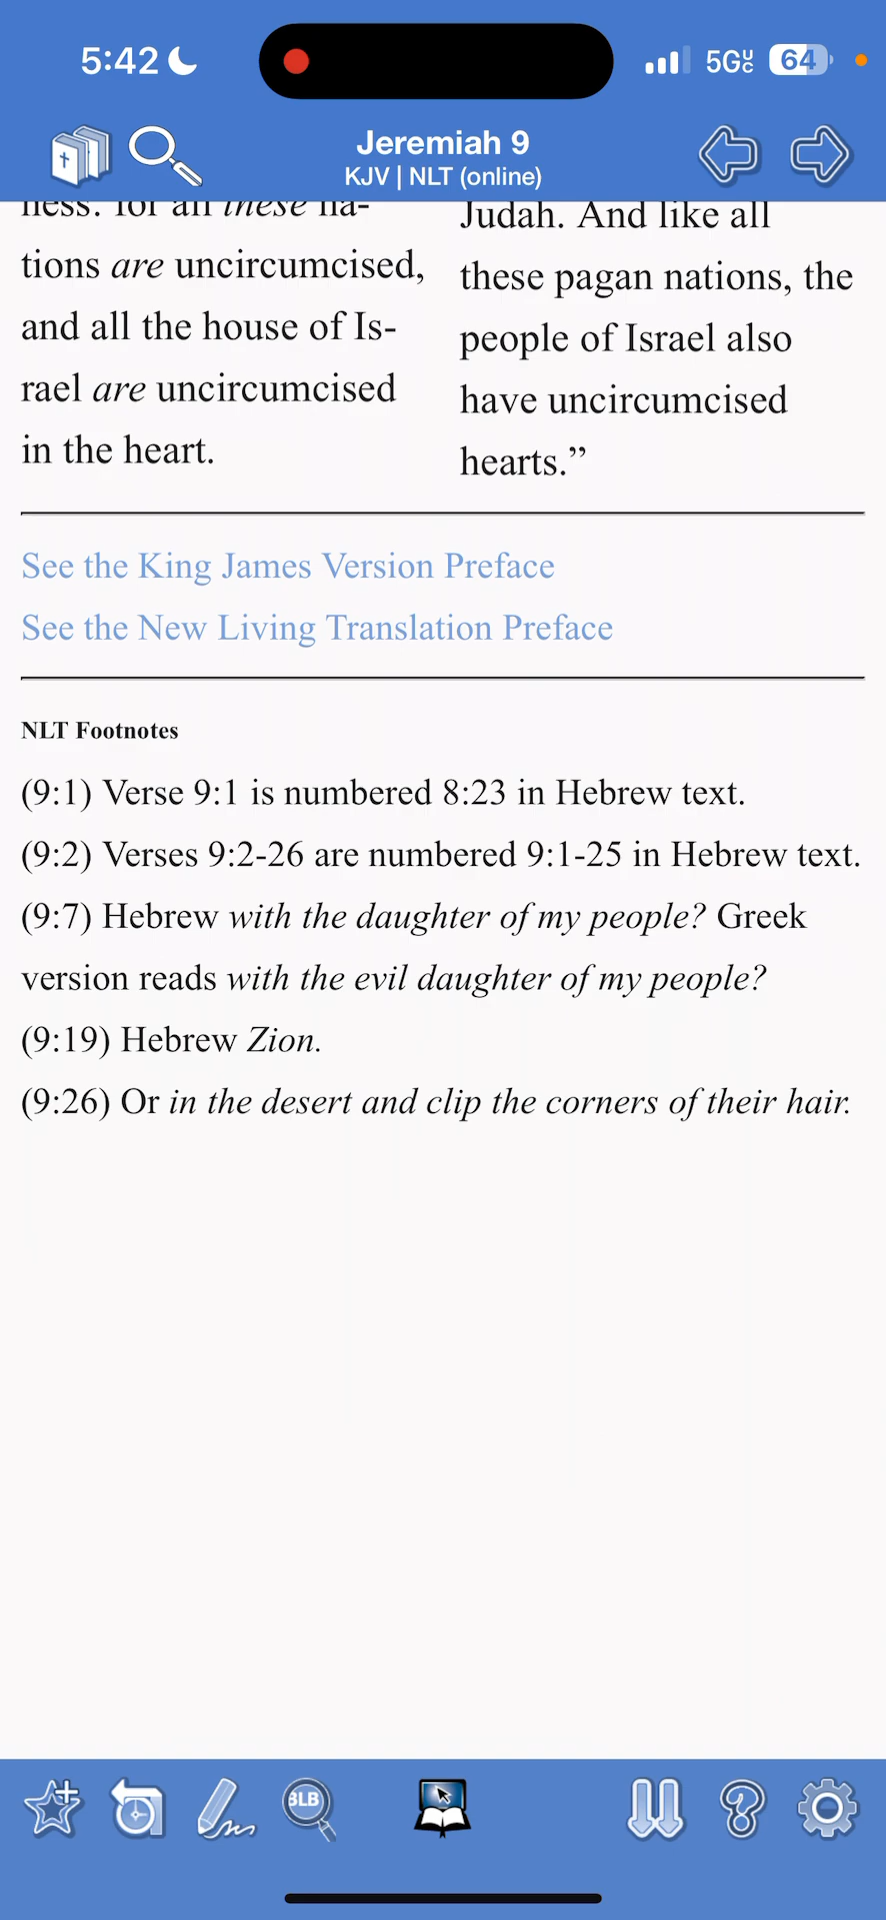 5:42
5G
64
Jeremiah 9
KJV | NLT (online)
ness: for all these na-
tions are uncircumcised,
and all the house of Is-
rael are uncircumcised
in the heart.
Judah. And like all
these pagan nations, the
people of Israel also
have uncircumcised
hearts.”
See the King James Version Preface
See the New Living Translation Preface
NLT Footnotes
(9:1) Verse 9:1 is numbered 8:23 in Hebrew text.
(9:2) Verses 9:2-26 are numbered 9:1-25 in Hebrew text.
(9:7) Hebrew with the daughter of my people? Greek
version reads with the evil daughter of my people?
(9:19) Hebrew Zion.
(9:26) Or in the desert and clip the corners of their hair.
BLB